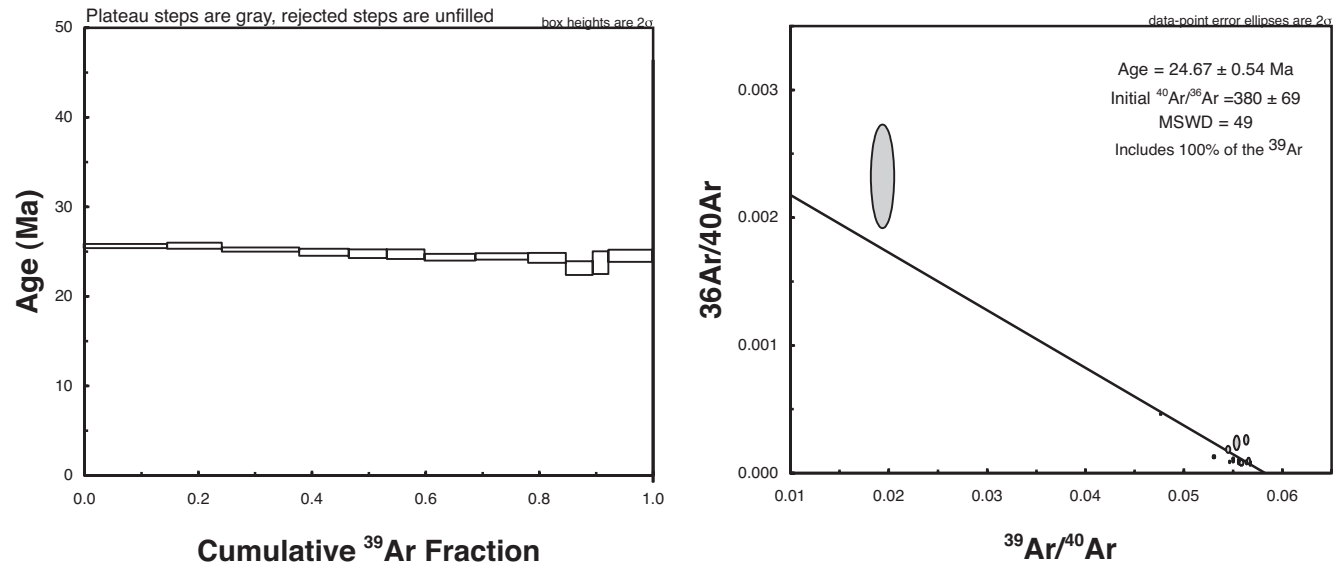 Plateau steps are gray, rejected steps are unfilled
box heights are 2σ
50
40
30
20
10
0
Age (Ma)
0.0 0.2 0.4 0.6 0.8 1.0
Cumulative ³⁹Ar Fraction
data-point error ellipses are 2σ
Age = 24.67 ± 0.54 Ma
Initial ⁴⁰Ar/³⁶Ar =380 ± 69
MSWD = 49
Includes 100% of the ³⁹Ar
0.003
0.002
0.001
0.000
36Ar/40Ar
0.01 0.02 0.03 0.04 0.05 0.06
³⁹Ar/⁴⁰Ar